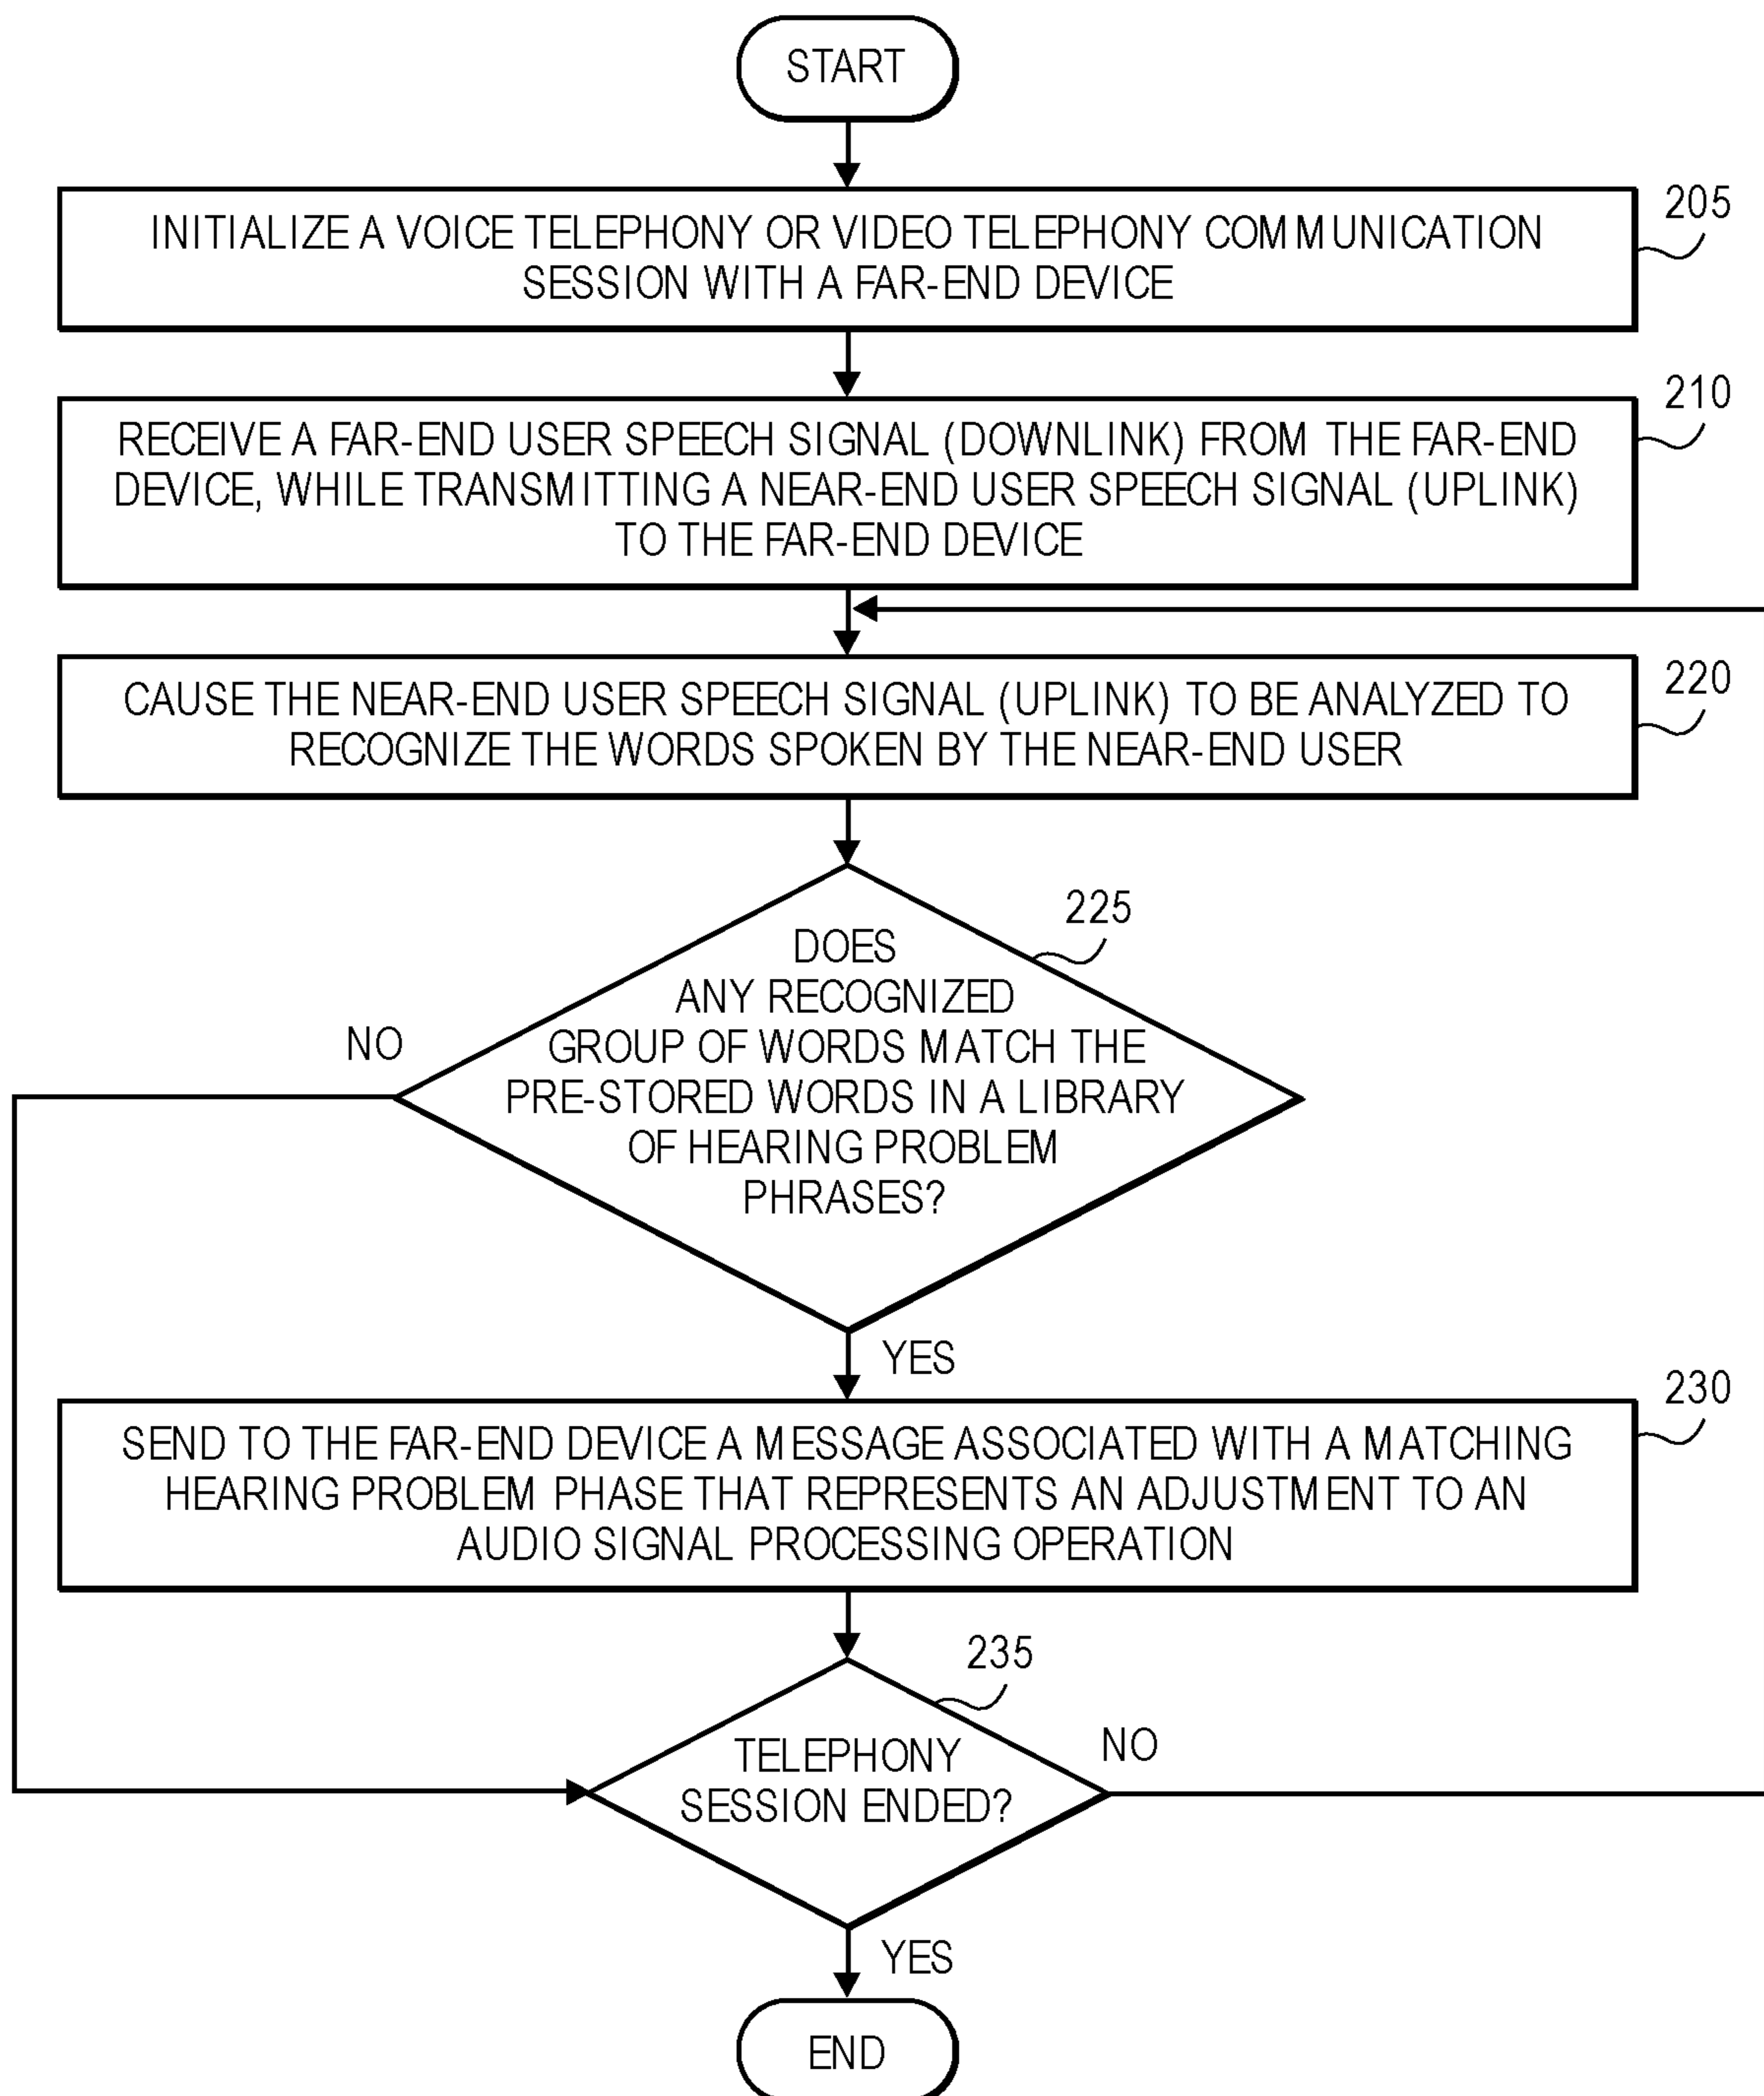 START
205
INITIALIZE A VOICE TELEPHONY OR VIDEO TELEPHONY COMMUNICATION
SESSION WITH A FAR-END DEVICE
210
RECEIVE A FAR-END USER SPEECH SIGNAL (DOWNLINK) FROM THE FAR-END
DEVICE, WHILE TRANSMITTING A NEAR-END USER SPEECH SIGNAL (UPLINK)
TO THE FAR-END DEVICE
220
CAUSE THE NEAR-END USER SPEECH SIGNAL (UPLINK) TO BE ANALYZED TO
RECOGNIZE THE WORDS SPOKEN BY THE NEAR-END USER
225
DOES
ANY RECOGNIZED
GROUP OF WORDS MATCH THE
PRE-STORED WORDS IN A LIBRARY
OF HEARING PROBLEM
PHRASES?
NO
YES
230
SEND TO THE FAR-END DEVICE A MESSAGE ASSOCIATED WITH A MATCHING
HEARING PROBLEM PHASE THAT REPRESENTS AN ADJUSTMENT TO AN
AUDIO SIGNAL PROCESSING OPERATION
235
TELEPHONY
SESSION ENDED?
NO
YES
END